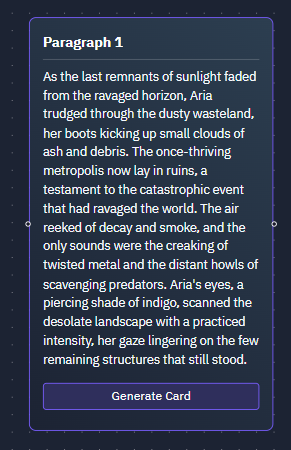 Paragraph 1
As the last remnants of sunlight faded
from the ravaged horizon, Aria
trudged through the dusty wasteland,
her boots kicking up small clouds of
ash and debris. The once-thriving
metropolis now lay in ruins, a
testament to the catastrophic event
that had ravaged the world. The air
reeked of decay and smoke, and the
only sounds were the creaking of
twisted metal and the distant howls of
scavenging predators. Aria's eyes, a
piercing shade of indigo, scanned the
desolate landscape with a practiced
intensity, her gaze lingering on the few
remaining structures that still stood.
Generate Card